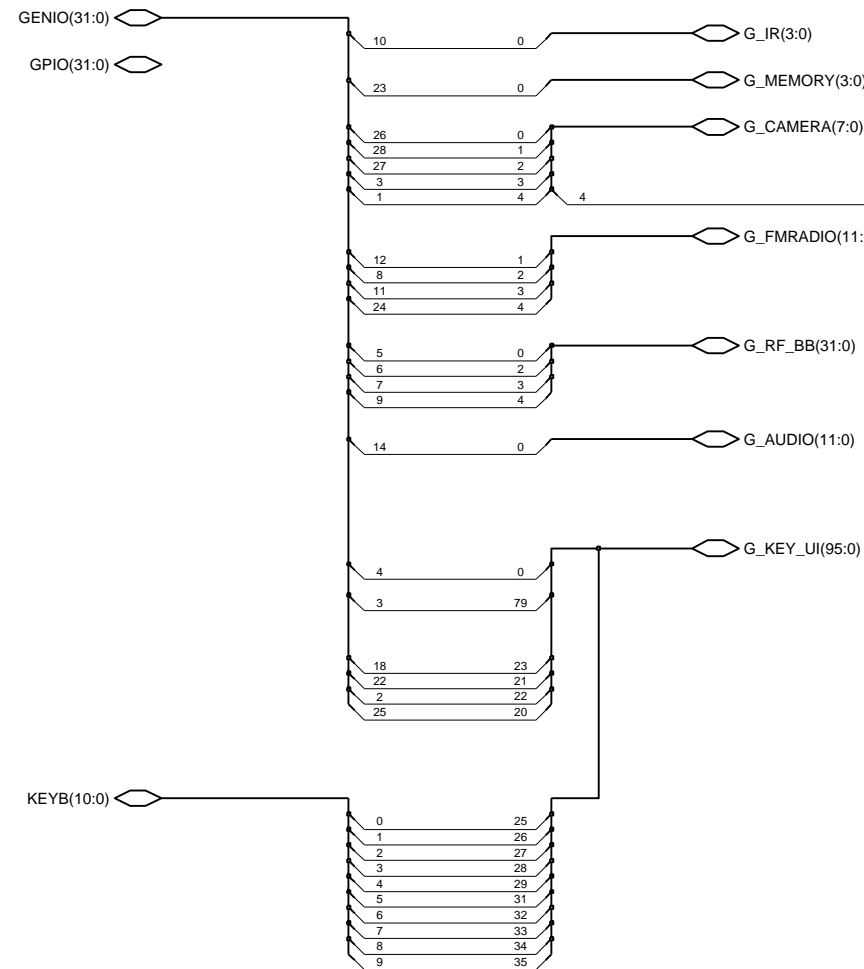 GENIO(31:0)
10 0 G_IR(3:0)
GPIO(31:0)
23 0 G_MEMORY(3:0)
26 0 G_CAMERA(7:0)
28 1
27 2
3 3
1 4 4
G_FMRADIO(11:
12 1
8 2
11 3
24 4
5 0 G_RF_BB(31:0)
6 2
7 3
9 4
14 0 G_AUDIO(11:0)
G_KEY_UI(95:0)
4 0
3 79
18 23
22 21
2 22
25 20
KEYB(10:0)
0 25
1 26
2 27
3 28
4 29
5 31
6 32
7 33
8 34
9 35